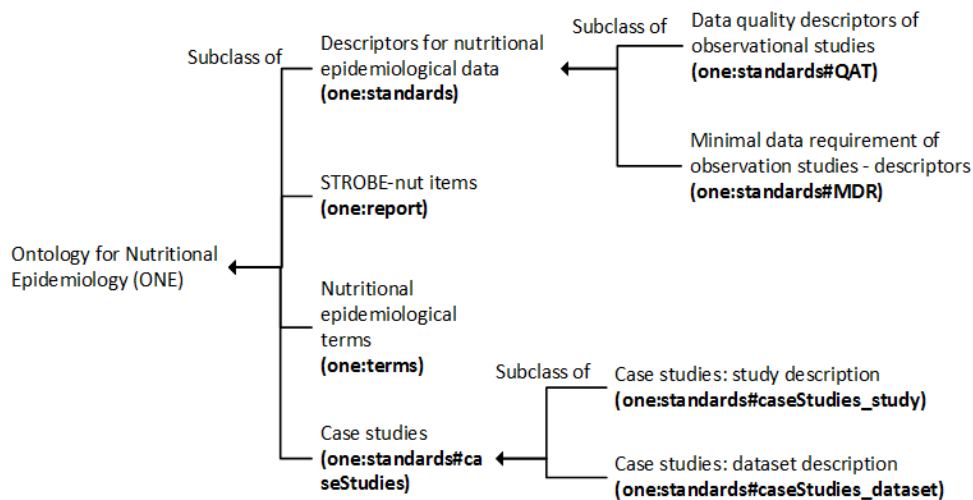 Subclass of
Descriptors for nutritional
epidemiological data
(one:standards)
Subclass of
Data quality descriptors of
observational studies
(one:standards#QAT)
Minimal data requirement of
observation studies - descriptors
(one:standards#MDR)
STROBE-nut items
(one:report)
Ontology for Nutritional
Epidemiology (ONE)
Nutritional
epidemiological
terms
(one:terms)
Case studies
(one:standards#ca
seStudies)
Subclass of
Case studies: study description
(one:standards#caseStudies_study)
Case studies: dataset description
(one:standards#caseStudies_dataset)